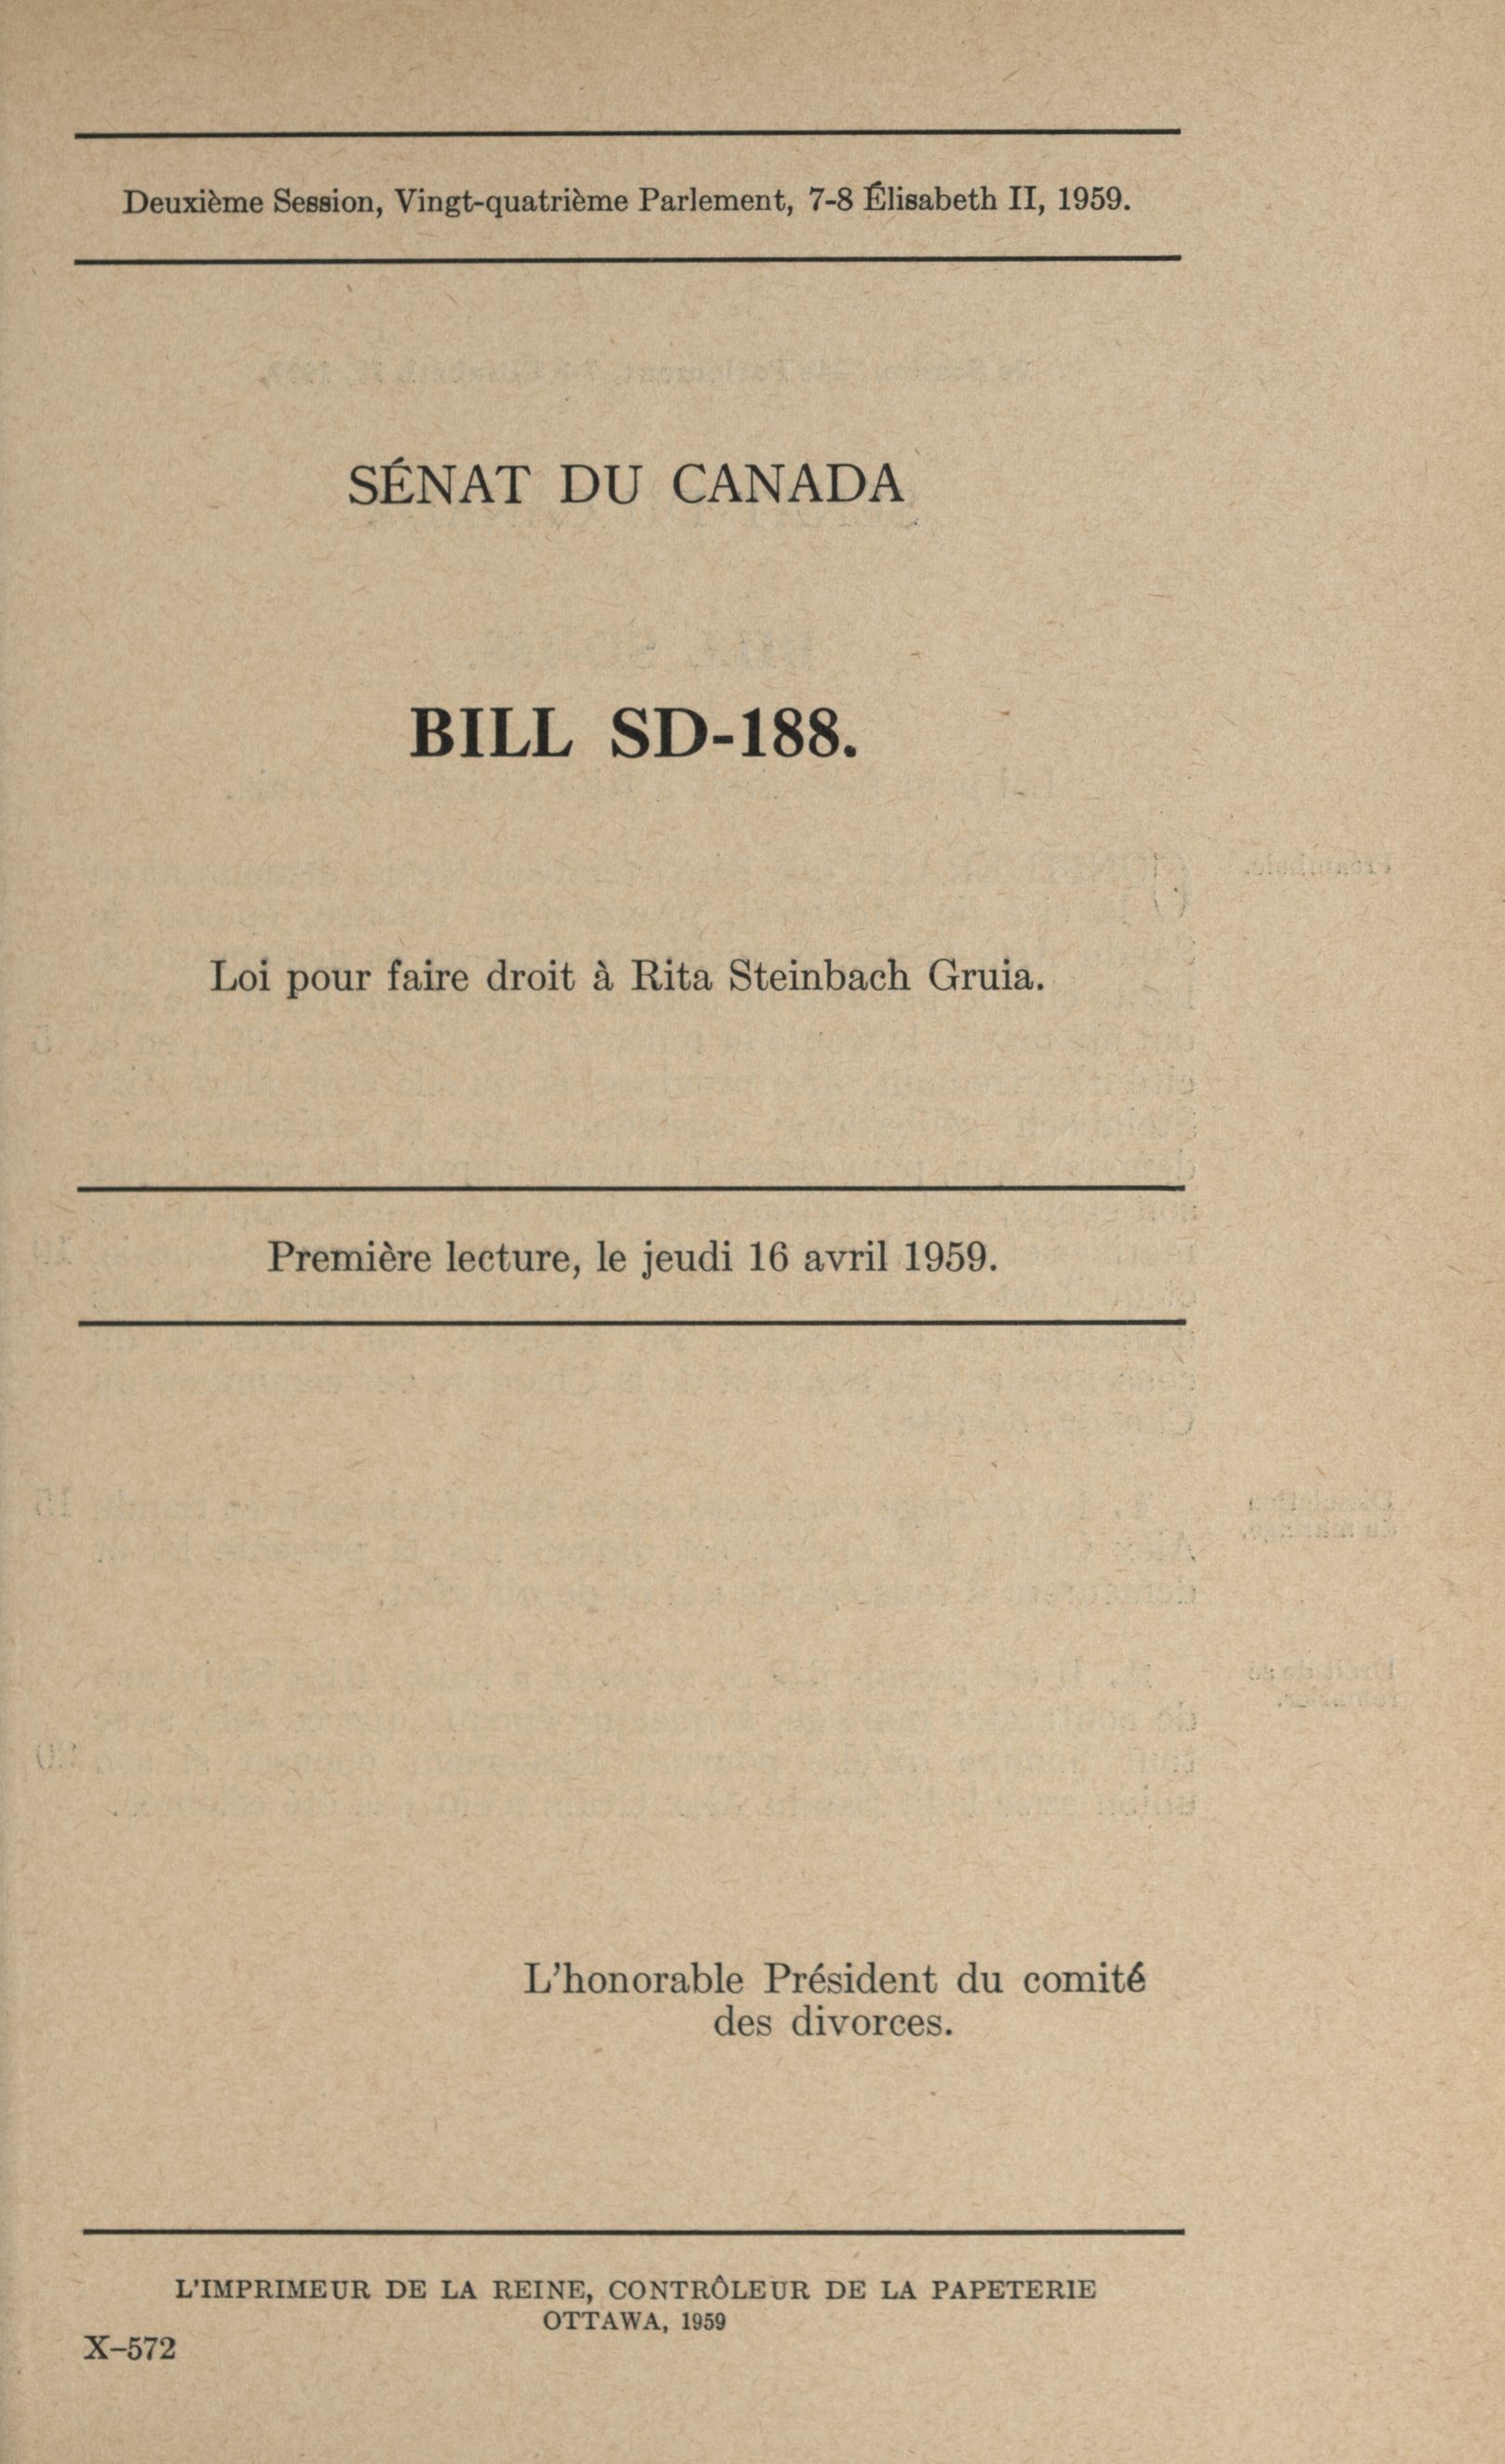 Deuxième Session, Vingt-quatrième Parlement, 7-8 Élisabeth II, 1959.
SÉNAT DU CANADA
BILL SD-188.
Loi pour faire droit à Rita Steinbach Gruia.
Première lecture, le jeudi 16 avril 1959.
L'honorable Président du comité
des divorces.
L'IMPRIMEUR DE LA REINE, CONTRÔLEUR DE LA PAPETERIE
OTTAWA, 1959
X-572